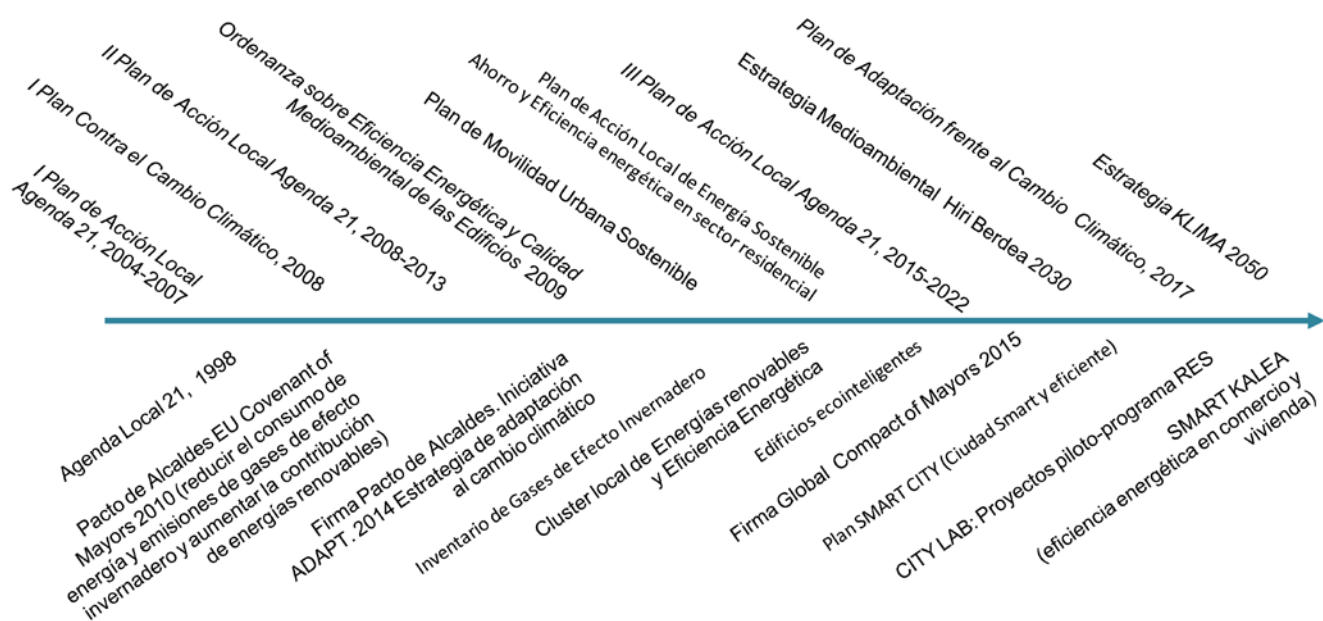 I Plan de Acción Local
Agenda 21, 2004-2007
I Plan Contra el Cambio Climático, 2008
II Plan de Acción Local Agenda 21, 2008-2013
Ordenanza sobre Eficiencia Energética y Calidad
Medioambiental de las Edificios 2009
Plan de Movilidad Urbana Sostenible
Plan de Acción Local de Energía Sostenible
Ahorro y Eficiencia energética en sector residencial
III Plan de Acción Local Agenda 21, 2015-2022
Estrategia Medioambiental Hiri Berdea 2030
Plan de Adaptación frente al Cambio Climático, 2017
Estrategia KLIMA 2050
Agenda Local 21, 1998
Pacto de Alcaldes EU Covenant of
Mayors 2010 (reducir el consumo de
energía y emisiones de gases de efecto
invernadero y aumentar la contribución
de energías renovables)
Firma Pacto de Alcaldes. Iniciativa
ADAPT. 2014 Estrategia de adaptación
al cambio climático
Inventario de Gases de Efecto Invernadero
Cluster local de Energías renovables
y Eficiencia Energética
Edificios ecointeligentes
Firma Global Compact of Mayors 2015
Plan SMART CITY (Ciudad Smart y eficiente)
CITY LAB: Proyectos piloto-programa RES
SMART KALEA
(eficiencia energética en comercio y
vivienda)